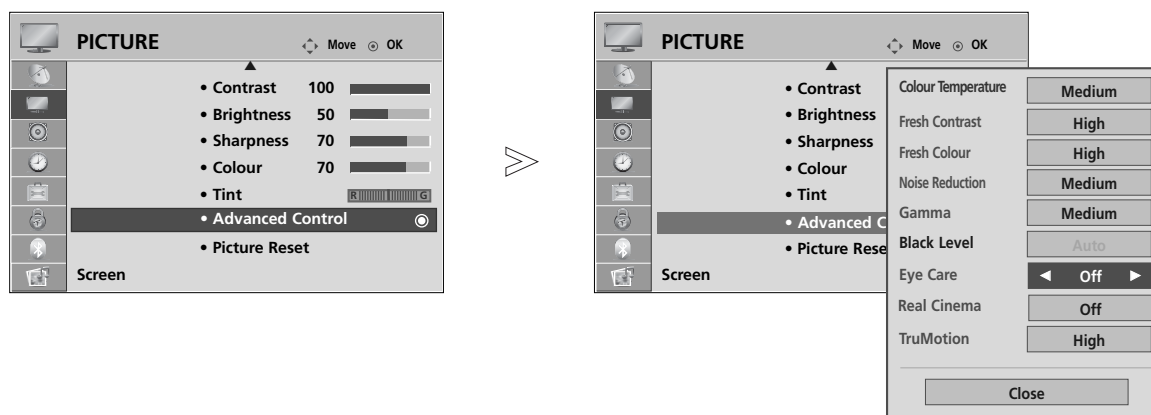 PICTURE
Move OK
• Contrast 100
• Brightness 50
• Sharpness 70
• Colour 70
• Tint R G
• Advanced Control
• Picture Reset
Screen
PICTURE
Move OK
• Contrast
• Brightness
• Sharpness
• Colour
• Tint
• Advanced C
• Picture Rese
Screen
Colour Temperature Medium
Fresh Contrast High
Fresh Colour High
Noise Reduction Medium
Gamma Medium
Black Level Auto
Eye Care Off
Real Cinema Off
TruMotion High
Close